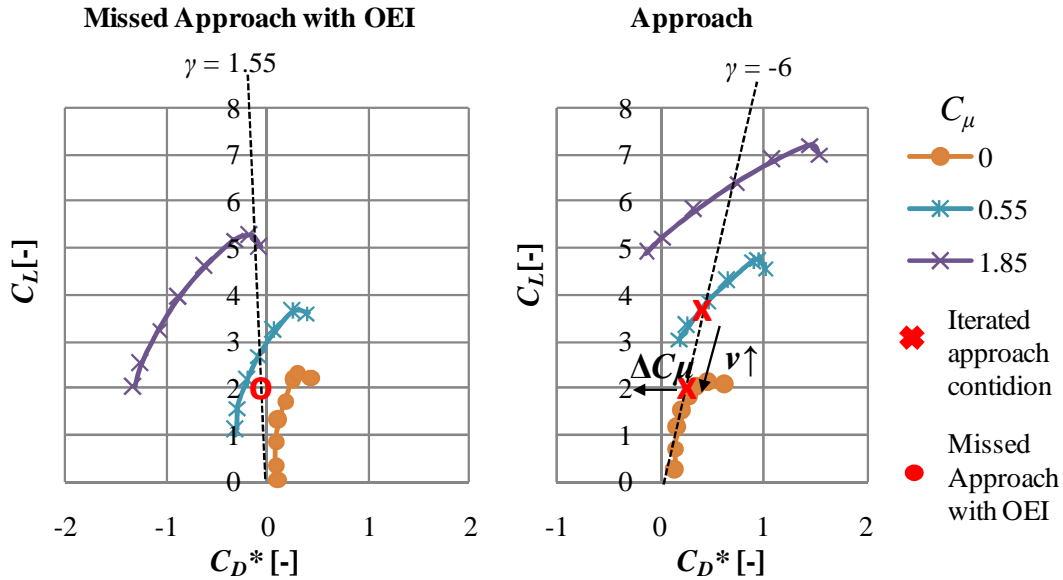 Missed Approach with OEI
γ = 1.55
8
7
6
5
4
3
2
1
0
-2
-1
0
1
2
C_L [-]
C_D* [-]
Approach
γ = -6
8
7
6
5
4
3
2
1
0
-1
0
1
2
C_L [-]
C_D* [-]
ΔCμ
v↑
C_μ
0
0.55
1.85
Iterated
approach
contidion
Missed
Approach
with OEI